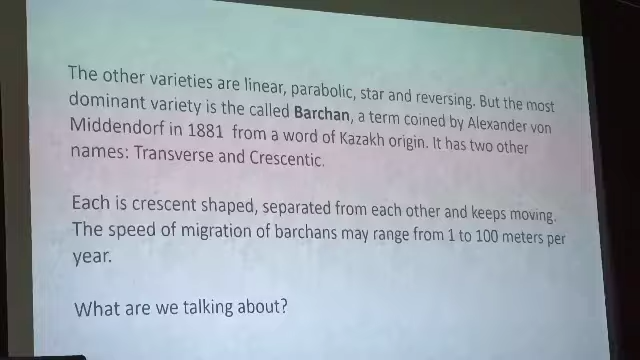 The other varieties are linear, parabolic, star and reversing. But the most
dominant variety is the called Barchan, a term coined by Alexander von
Middendorf in 1881 from a word of Kazakh origin. It has two other
names: Transverse and Crescentic.
Each is crescent shaped, separated from each other and keeps moving.
The speed of migration of barchans may range from 1 to 100 meters per
year.
What are we talking about?